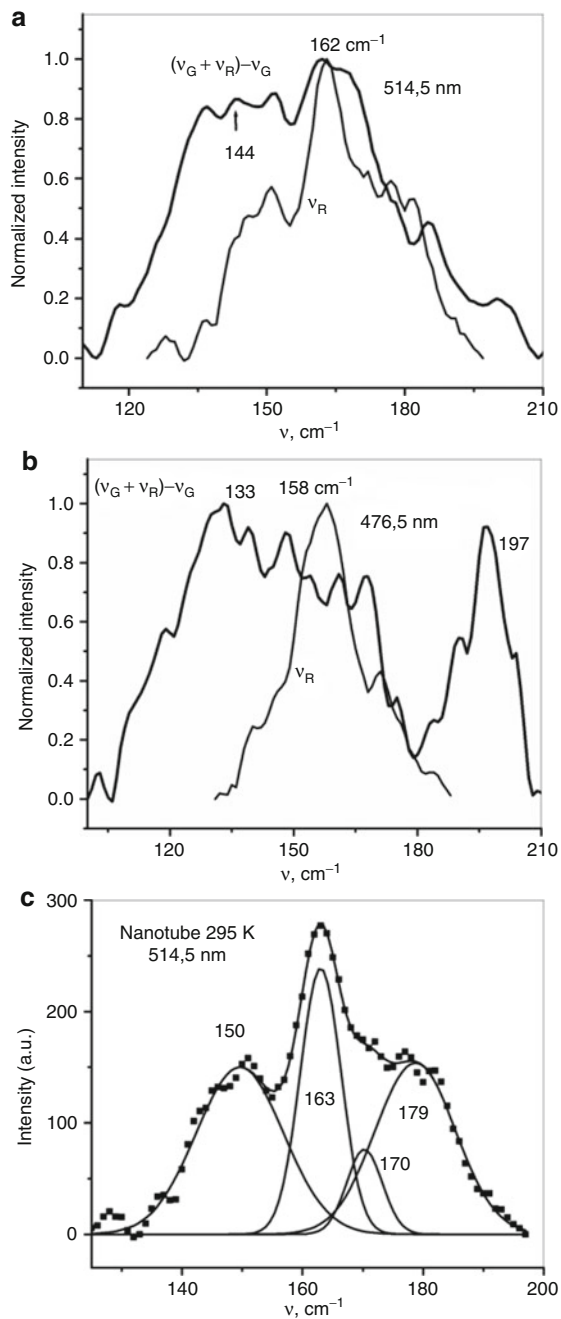 a
162 cm⁻¹
(νG + νR)–νG
514,5 nm
144
νR
Normalized intensity
1.0
0.8
0.6
0.4
0.2
0.0
120
150
180
210
ν, cm⁻¹
b
(νG + νR)–νG
133
158 cm⁻¹
476,5 nm
197
νR
Normalized intensity
1.0
0.8
0.6
0.4
0.2
0.0
120
150
180
210
ν, cm⁻¹
c
Nanotube 295 K
514,5 nm
150
163
179
170
Intensity (a.u.)
300
200
100
0
140
160
180
200
ν, cm⁻¹